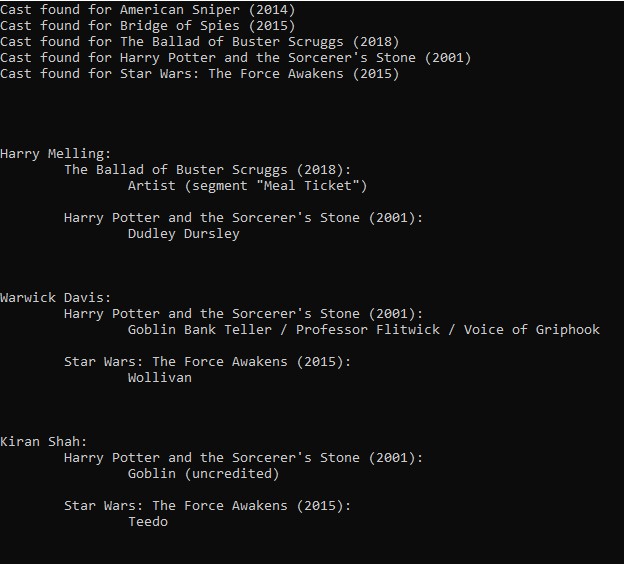 Cast found for American Sniper (2014)
Cast found for Bridge of Spies (2015)
Cast found for The Ballad of Buster Scruggs (2018)
Cast found for Harry Potter and the Sorcerer's Stone (2001)
Cast found for Star Wars: The Force Awakens (2015)
Harry Melling:
The Ballad of Buster Scruggs (2018):
Artist (segment "Meal Ticket")
Harry Potter and the Sorcerer's Stone (2001):
Dudley Dursley
Warwick Davis:
Harry Potter and the Sorcerer's Stone (2001):
Goblin Bank Teller / Professor Flitwick / Voice of Griphook
Star Wars: The Force Awakens (2015):
Wollivan
Kiran Shah:
Harry Potter and the Sorcerer's Stone (2001):
Goblin (uncredited)
Star Wars: The Force Awakens (2015):
Teedo